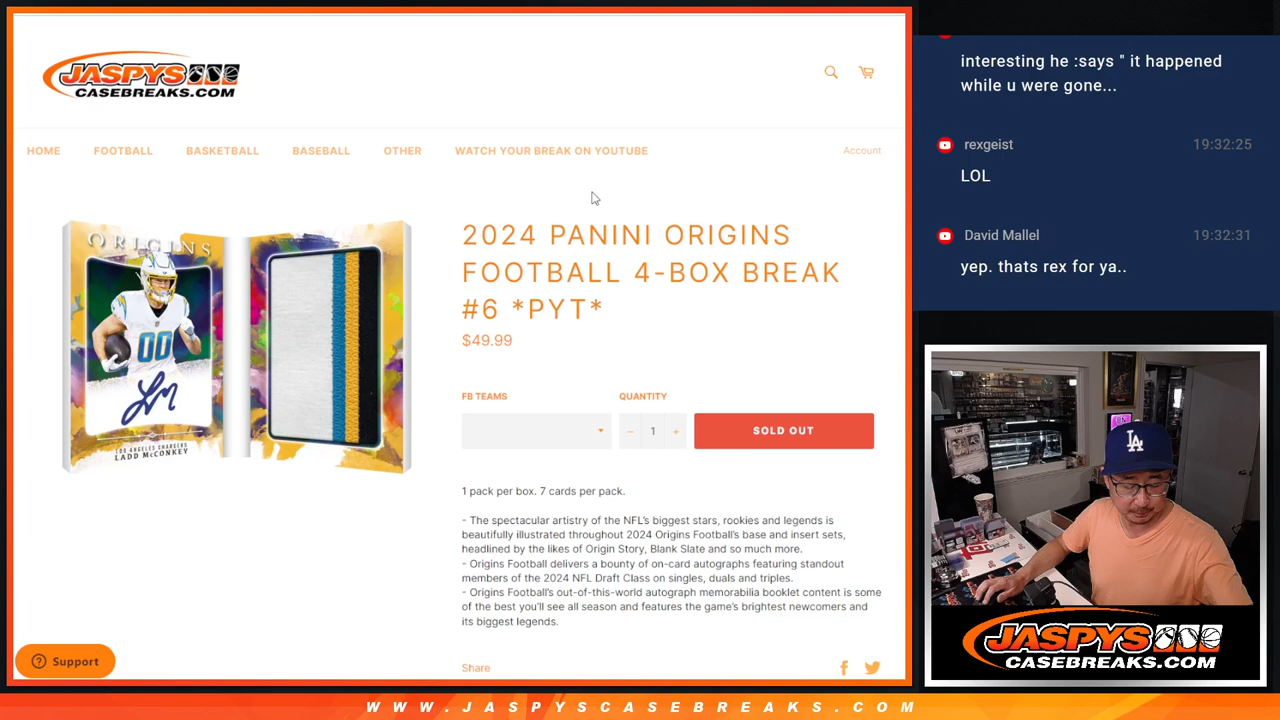 JASPYS
CASEBREAKS.COM
HOME FOOTBALL BASKETBALL BASEBALL OTHER WATCH YOUR BREAK ON YOUTUBE Account
ORIGINS
00
LOS ANGELES CHARGERS
LADD McCONKEY
2024 PANINI ORIGINS
FOOTBALL 4-BOX BREAK
#6 *PYT*
$49.99
FB TEAMS QUANTITY
− 1 + SOLD OUT
1 pack per box. 7 cards per pack.
- The spectacular artistry of the NFL's biggest stars, rookies and legends is
beautifully illustrated throughout 2024 Origins Football's base and insert sets,
headlined by the likes of Origin Story, Blank Slate and so much more.
- Origins Football delivers a bounty of on-card autographs featuring standout
members of the 2024 NFL Draft Class on singles, duals and triples.
- Origins Football's out-of-this-world autograph memorabilia booklet content is some
of the best you'll see all season and features the game's brightest newcomers and
its biggest legends.
Support
Share
interesting he :says " it happened
while u were gone...
rexgeist 19:32:25
LOL
David Mallel 19:32:31
yep. thats rex for ya..
LA
JASPYS
CASEBREAKS.COM
WWW.JASPYSCASEBREAKS.COM